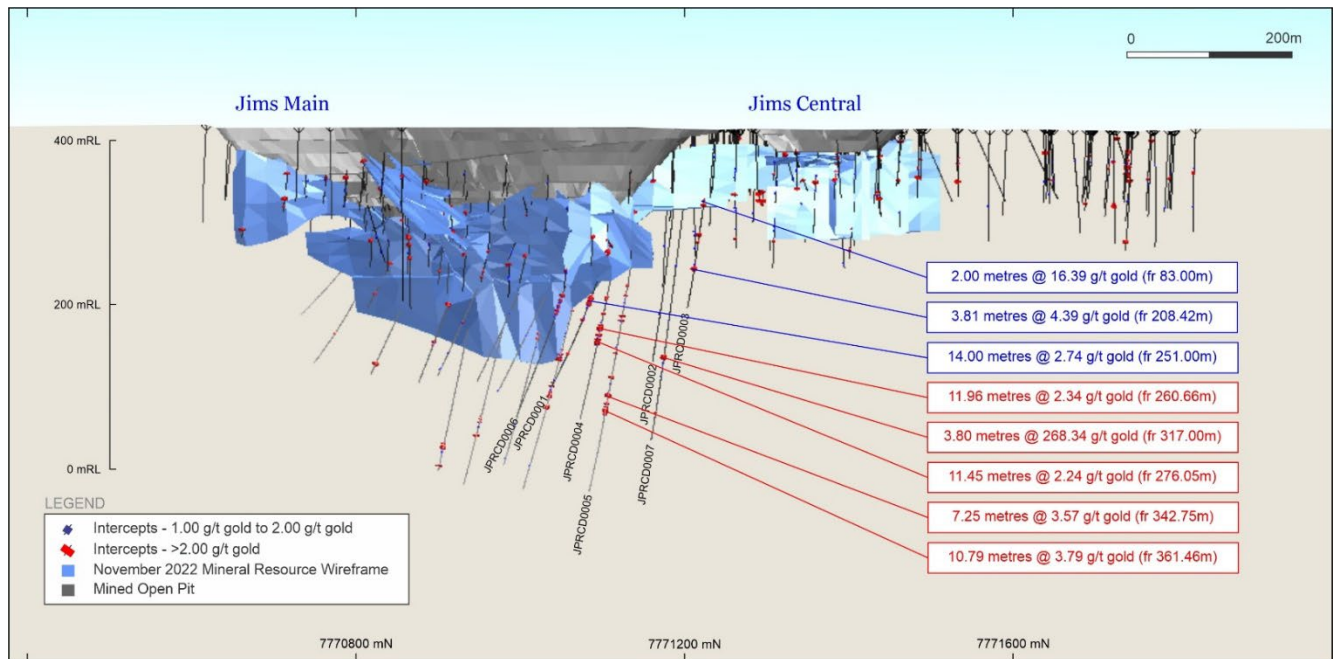 0 200m
Jims Main
Jims Central
400 mRL
200 mRL
0 mRL
2.00 metres @ 16.39 g/t gold (fr 83.00m)
3.81 metres @ 4.39 g/t gold (fr 208.42m)
14.00 metres @ 2.74 g/t gold (fr 251.00m)
11.96 metres @ 2.34 g/t gold (fr 260.66m)
3.80 metres @ 268.34 g/t gold (fr 317.00m)
11.45 metres @ 2.24 g/t gold (fr 276.05m)
7.25 metres @ 3.57 g/t gold (fr 342.75m)
10.79 metres @ 3.79 g/t gold (fr 361.46m)
JPRCD0006
JPRCD0001
JPRCD0004
JPRCD0005
JPRCD0002
JPRCD0007
JPRCD0003
LEGEND
Intercepts - 1.00 g/t gold to 2.00 g/t gold
Intercepts - >2.00 g/t gold
November 2022 Mineral Resource Wireframe
Mined Open Pit
7770800 mN
7771200 mN
7771600 mN